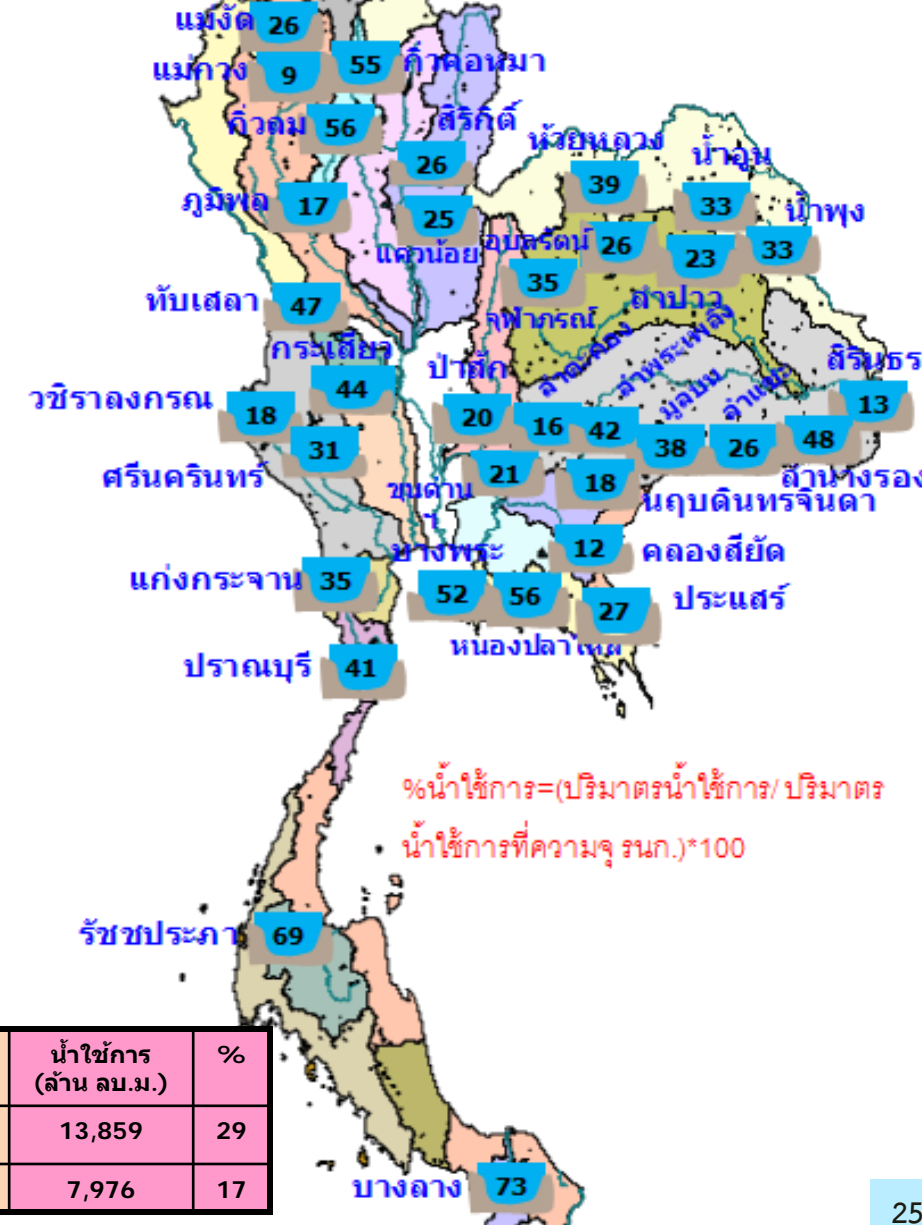 แม่งัด 26
แม่กวง 9 55 กิ่วคอหมา
กิ่วลม 56 สิริกิติ์ ห้วยหลวง น้ำอูน
26 39
ภูมิพล 17 25 33 น้ำพุง
แควน้อย อุบลรัตน์ 26 23 33
35
ทับเสลา 47 จุฬาภรณ์ ลำปาว
กระเสียว ป่าสัก ลำตะคอง ลำพระเพลิง มูลบน ลำแชะ สิรินธร
วชิราลงกรณ 18 44 20 16 42 13
31 38 26 48
ศรีนครินทร์ ขุนด่านฯ 21 18 ลำนางรอง
นฤบดินทรจินดา
บางพระ 12 คลองสียัด
แก่งกระจาน 35 52 56 27 ประแสร์
หนองปลาไหล
ปราณบุรี 41
%น้ำใช้การ=(ปริมาตรน้ำใช้การ/ ปริมาตร
น้ำใช้การที่ความจุ รนก.)*100
รัชชประภา 69
น้ำใช้การ %
(ล้าน ลบ.ม.)
13,859 29
7,976 17
บางลาง 73
25